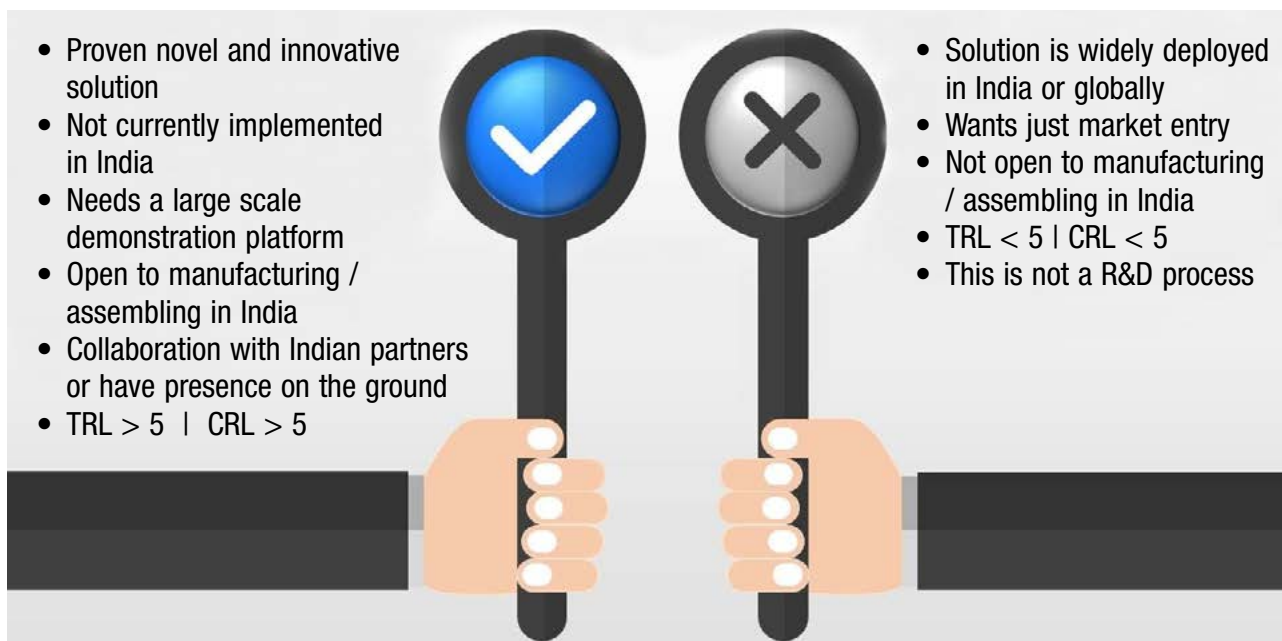 • Proven novel and innovative
solution
• Not currently implemented
in India
• Needs a large scale
demonstration platform
• Open to manufacturing /
assembling in India
• Collaboration with Indian partners
or have presence on the ground
• TRL > 5 | CRL > 5
• Solution is widely deployed
in India or globally
• Wants just market entry
• Not open to manufacturing
/ assembling in India
• TRL < 5 | CRL < 5
• This is not a R&D process